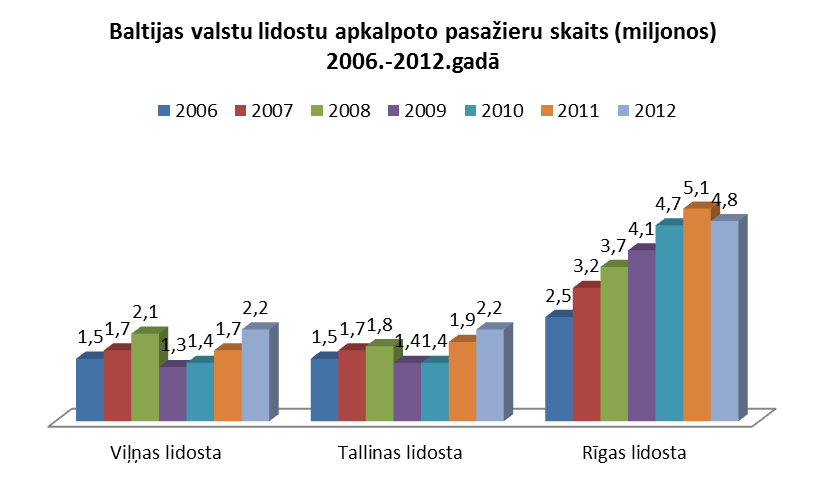 Baltijas valstu lidostu apkalpoto pasažieru skaits (miljonos)
2006.-2012.gadā
2006 2007 2008 2009 2010 2011 2012
1,5 1,7 2,1 1,3 1,4 1,7 2,2
1,5 1,7 1,8 1,4 1,4 1,9 2,2
2,5 3,2 3,7 4,1 4,7 5,1 4,8
Viļņas lidosta Tallinas lidosta Rīgas lidosta